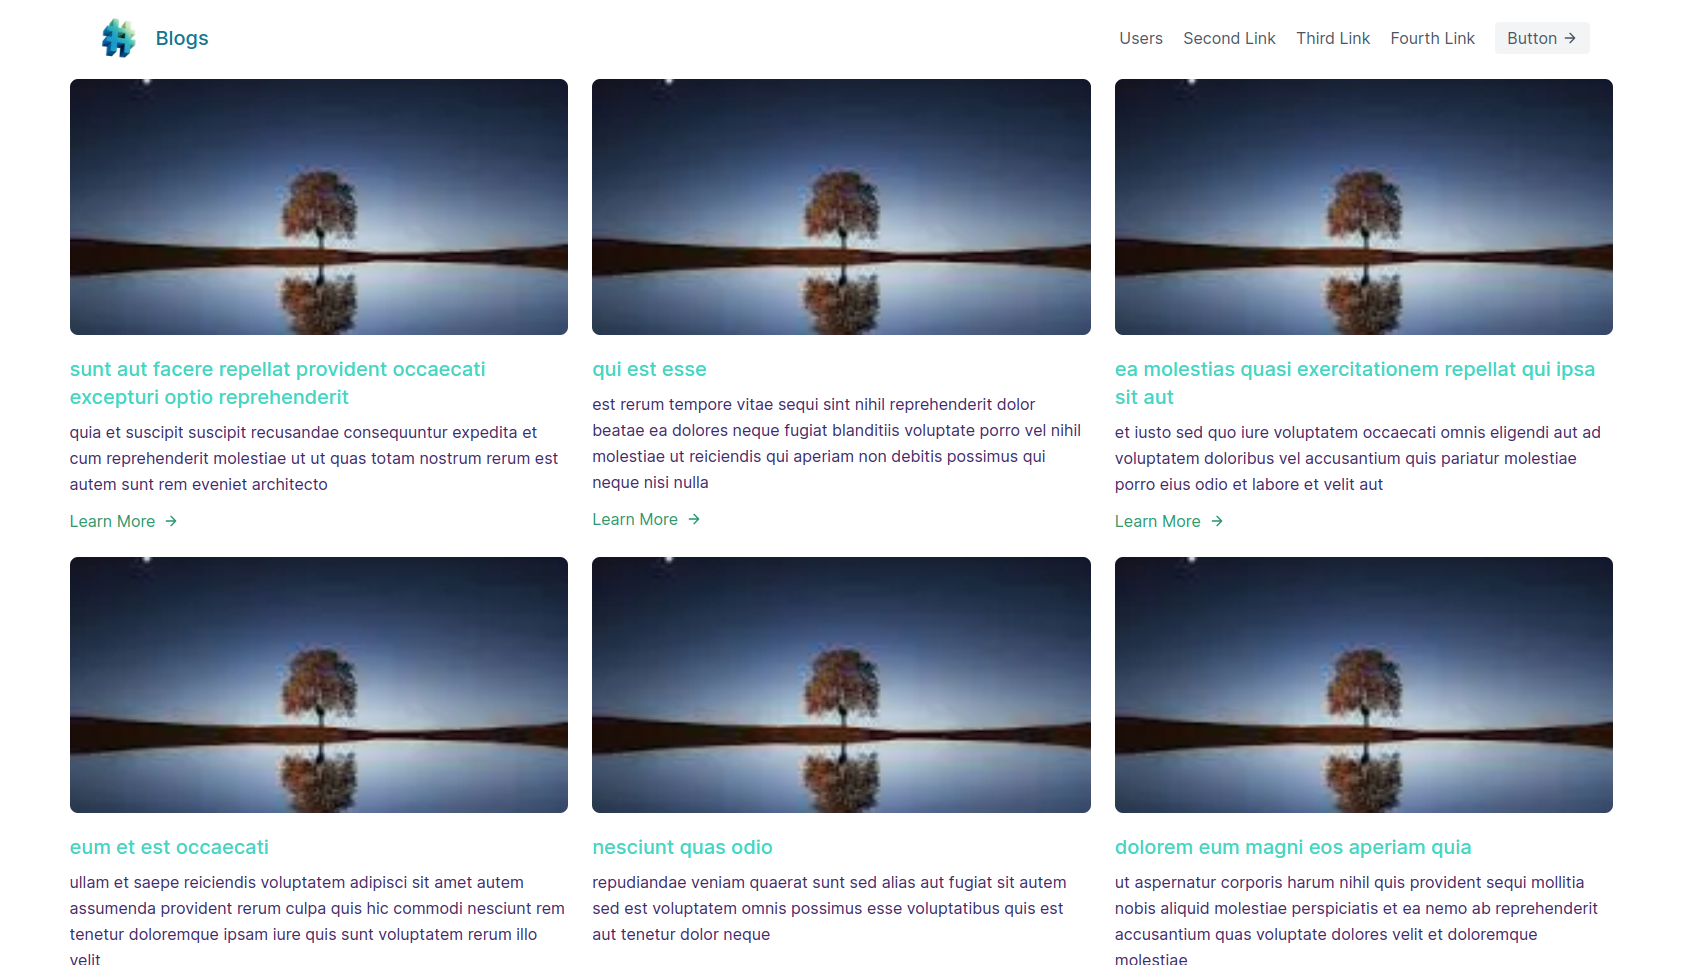 Blogs
Users Second Link Third Link Fourth Link Button →
sunt aut facere repellat provident occaecati
excepturi optio reprehenderit
quia et suscipit suscipit recusandae consequuntur expedita et
cum reprehenderit molestiae ut ut quas totam nostrum rerum est
autem sunt rem eveniet architecto
Learn More →
qui est esse
est rerum tempore vitae sequi sint nihil reprehenderit dolor
beatae ea dolores neque fugiat blanditiis voluptate porro vel nihil
molestiae ut reiciendis qui aperiam non debitis possimus qui
neque nisi nulla
Learn More →
ea molestias quasi exercitationem repellat qui ipsa
sit aut
et iusto sed quo iure voluptatem occaecati omnis eligendi aut ad
voluptatem doloribus vel accusantium quis pariatur molestiae
porro eius odio et labore et velit aut
Learn More →
eum et est occaecati
ullam et saepe reiciendis voluptatem adipisci sit amet autem
assumenda provident rerum culpa quis hic commodi nesciunt rem
tenetur doloremque ipsam iure quis sunt voluptatem rerum illo
velit
nesciunt quas odio
repudiandae veniam quaerat sunt sed alias aut fugiat sit autem
sed est voluptatem omnis possimus esse voluptatibus quis est
aut tenetur dolor neque
dolorem eum magni eos aperiam quia
ut aspernatur corporis harum nihil quis provident sequi mollitia
nobis aliquid molestiae perspiciatis et ea nemo ab reprehenderit
accusantium quas voluptate dolores velit et doloremque
molestiae